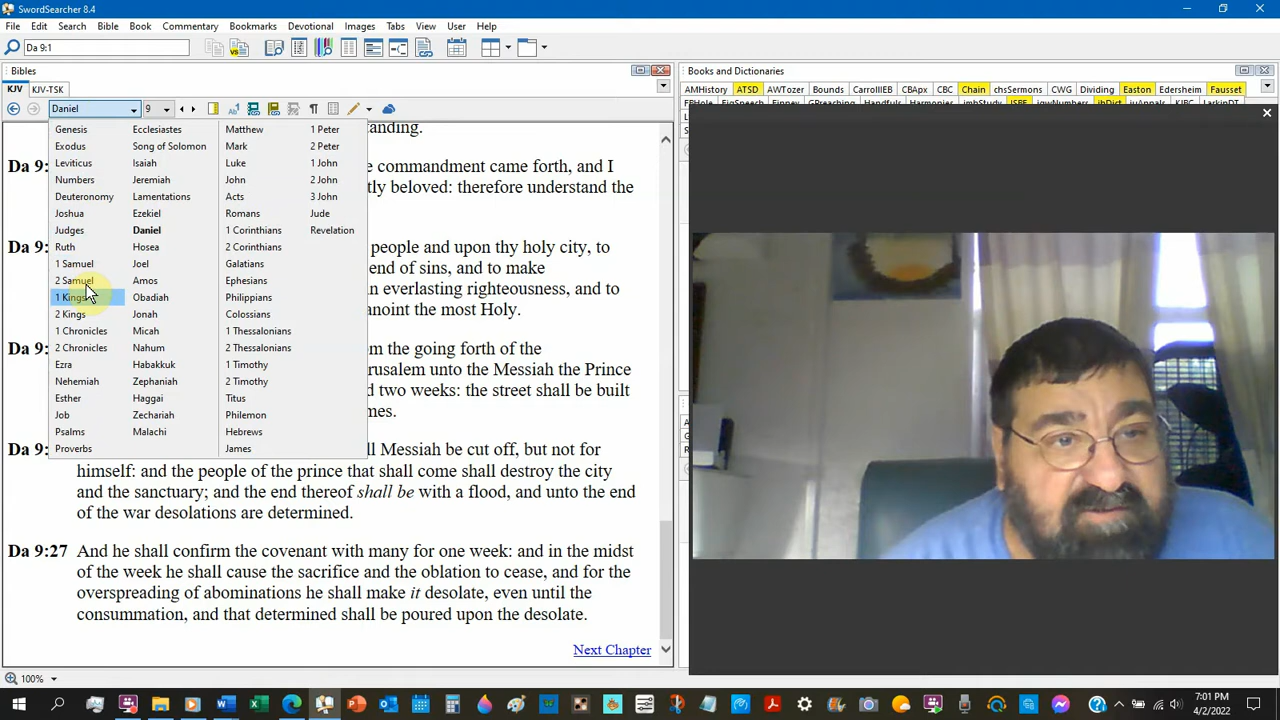 SwordSearcher 8.4
File Edit Search Bible Book Commentary Bookmarks Devotional Images Tabs View User Help
Da 9:1
Bibles
KJV KJV-TSK
Daniel 9
Genesis Ecclesiastes Matthew 1 Peter
Exodus Song of Solomon Mark 2 Peter
Leviticus Isaiah Luke 1 John
Numbers Jeremiah John 2 John
Deuteronomy Lamentations Acts 3 John
Joshua Ezekiel Romans Jude
Judges Daniel 1 Corinthians Revelation
Ruth Hosea 2 Corinthians
1 Samuel Joel Galatians
2 Samuel Amos Ephesians
1 Kings Obadiah Philippians
2 Kings Jonah Colossians
1 Chronicles Micah 1 Thessalonians
2 Chronicles Nahum 2 Thessalonians
Ezra Habakkuk 1 Timothy
Nehemiah Zephaniah 2 Timothy
Esther Haggai Titus
Job Zechariah Philemon
Psalms Malachi Hebrews
Proverbs James
commandment came forth, and I
beloved: therefore understand the
people and upon thy holy city, to
end of sins, and to make
everlasting righteousness, and to
anoint the most Holy.
the going forth of the
unto the Messiah the Prince
two weeks: the street shall be built
Messiah be cut off, but not for
himself: and the people of the prince that shall come shall destroy the city
and the sanctuary; and the end thereof shall be with a flood, and unto the end
of the war desolations are determined.
Da 9:27 And he shall confirm the covenant with many for one week: and in the midst
of the week he shall cause the sacrifice and the oblation to cease, and for the
overspreading of abominations he shall make it desolate, even until the
consummation, and that determined shall be poured upon the desolate.
Next Chapter
100%
Books and Dictionaries
AMHistory ATSD AWTozer Bounds CarrollEB CBApx CBC Chain chsSermons CWG Dividing Easton Edersheim Fausset
7:01 PM
4/2/2022